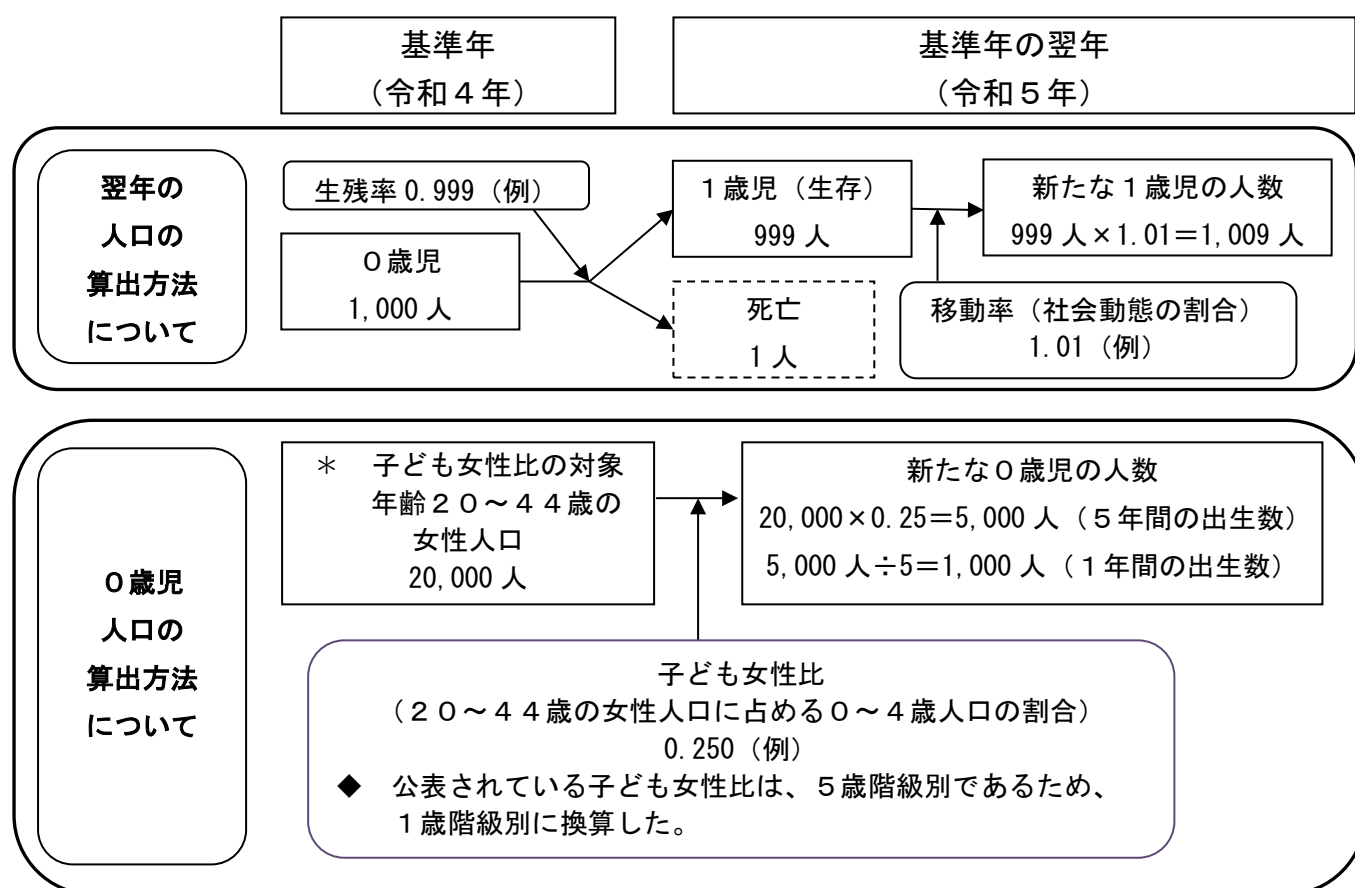 基準年
（令和４年）
基準年の翌年
（令和５年）
翌年の
人口の
算出方法
について
生残率 0.999（例）
０歳児
1,000 人
１歳児（生存）
999 人
死亡
1 人
新たな１歳児の人数
999 人×1.01＝1,009 人
移動率（社会動態の割合）
1.01（例）
０歳児
人口の
算出方法
について
＊　子ども女性比の対象
年齢２０～４４歳の
女性人口
20,000 人
新たな０歳児の人数
20,000×0.25＝5,000 人（５年間の出生数）
5,000 人÷5＝1,000 人（１年間の出生数）
子ども女性比
（２０～４４歳の女性人口に占める０～４歳人口の割合）
0.250（例）
◆　公表されている子ども女性比は、５歳階級別であるため、
１歳階級別に換算した。